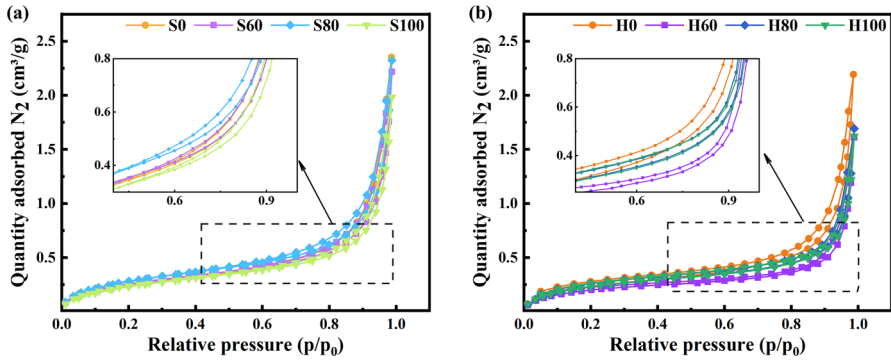 (a)
S0 S60 S80 S100
Quantity adsorbed N2 (cm³/g)
2.5
2.0
1.5
1.0
0.5
0.8
0.6
0.4
0.6 0.9
0.0 0.2 0.4 0.6 0.8 1.0
Relative pressure (p/p0)
(b)
H0 H60 H80 H100
Quantity adsorbed N2 (cm³/g)
2.5
2.0
1.5
1.0
0.5
0.8
0.6
0.4
0.6 0.9
0.0 0.2 0.4 0.6 0.8 1.0
Relative pressure (p/p0)